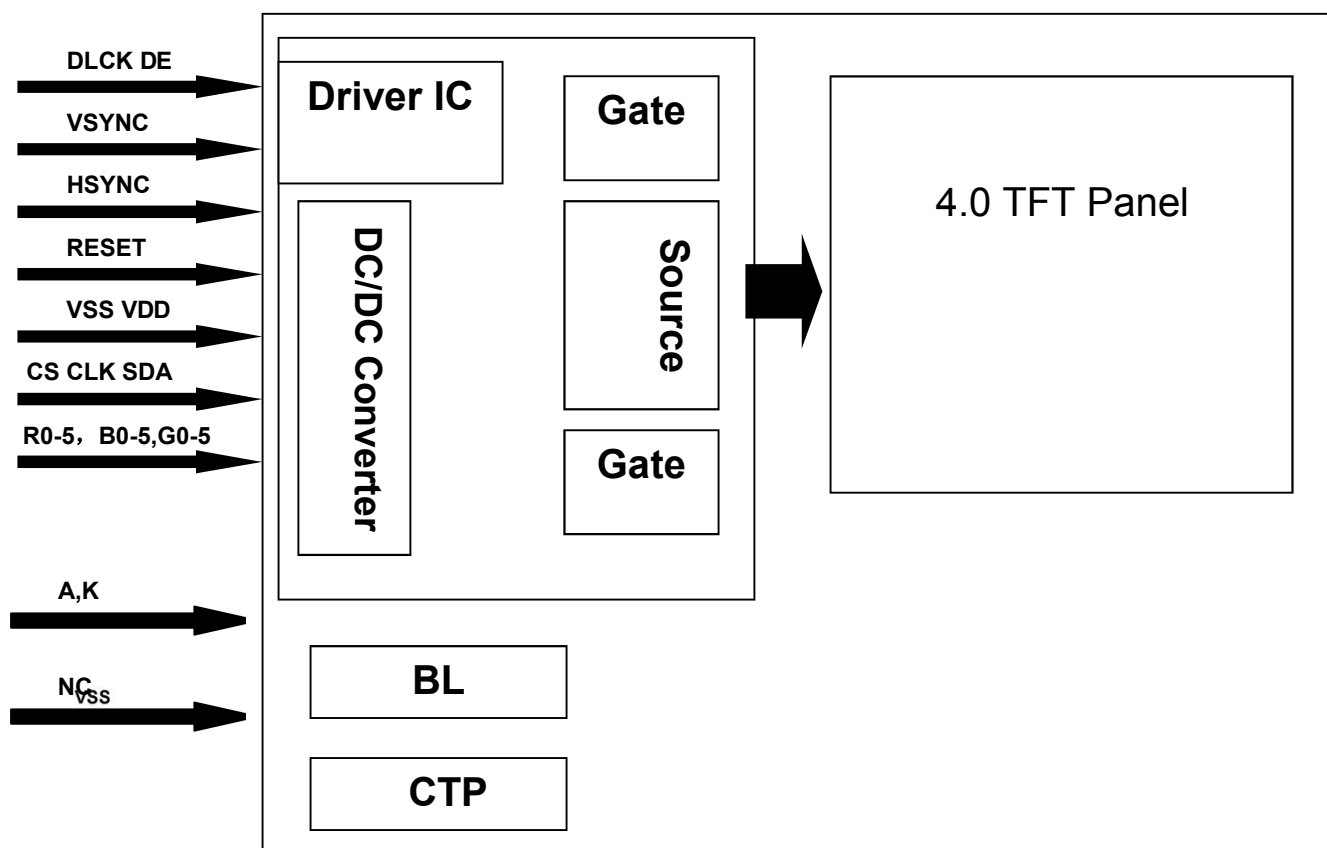 DLCK DE
VSYNC
HSYNC
RESET
VSS VDD
CS CLK SDA
R0-5，B0-5,G0-5
A,K
NC
VSS
Driver IC
DC/DC Converter
Gate
Source
Gate
BL
CTP
4.0 TFT Panel